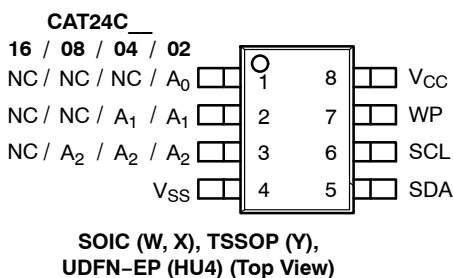 CAT24C__
16 / 08 / 04 / 02
NC / NC / NC / A0 1 8 VCC
NC / NC / A1 / A1 2 7 WP
NC / A2 / A2 / A2 3 6 SCL
VSS 4 5 SDA
SOIC (W, X), TSSOP (Y),
UDFN−EP (HU4) (Top View)